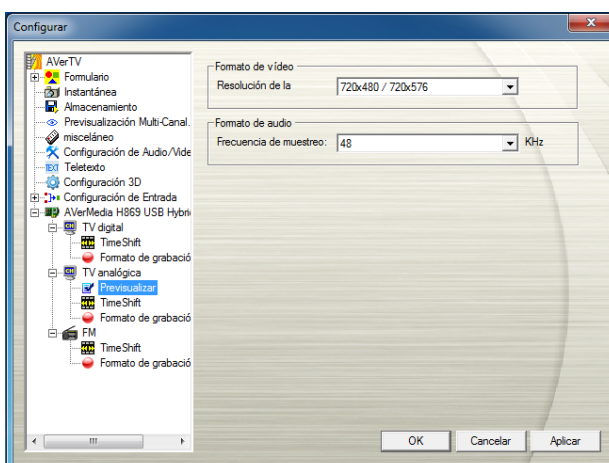 Configurar
AVerTV
Formulario
Instantánea
Almacenamiento
Previsualización Multi-Canal.
misceláneo
Configuración de Audio/Vide
TEXT Teletexto
Configuración 3D
Configuración de Entrada
AVerMedia H869 USB Hybri
TV digital
TimeShift
Formato de grabació
TV analógica
Previsualizar
TimeShift
Formato de grabació
FM
TimeShift
Formato de grabació
Formato de vídeo
Resolución de la 720x480 / 720x576
Formato de audio
Frecuencia de muestreo: 48 KHz
OK Cancelar Aplicar